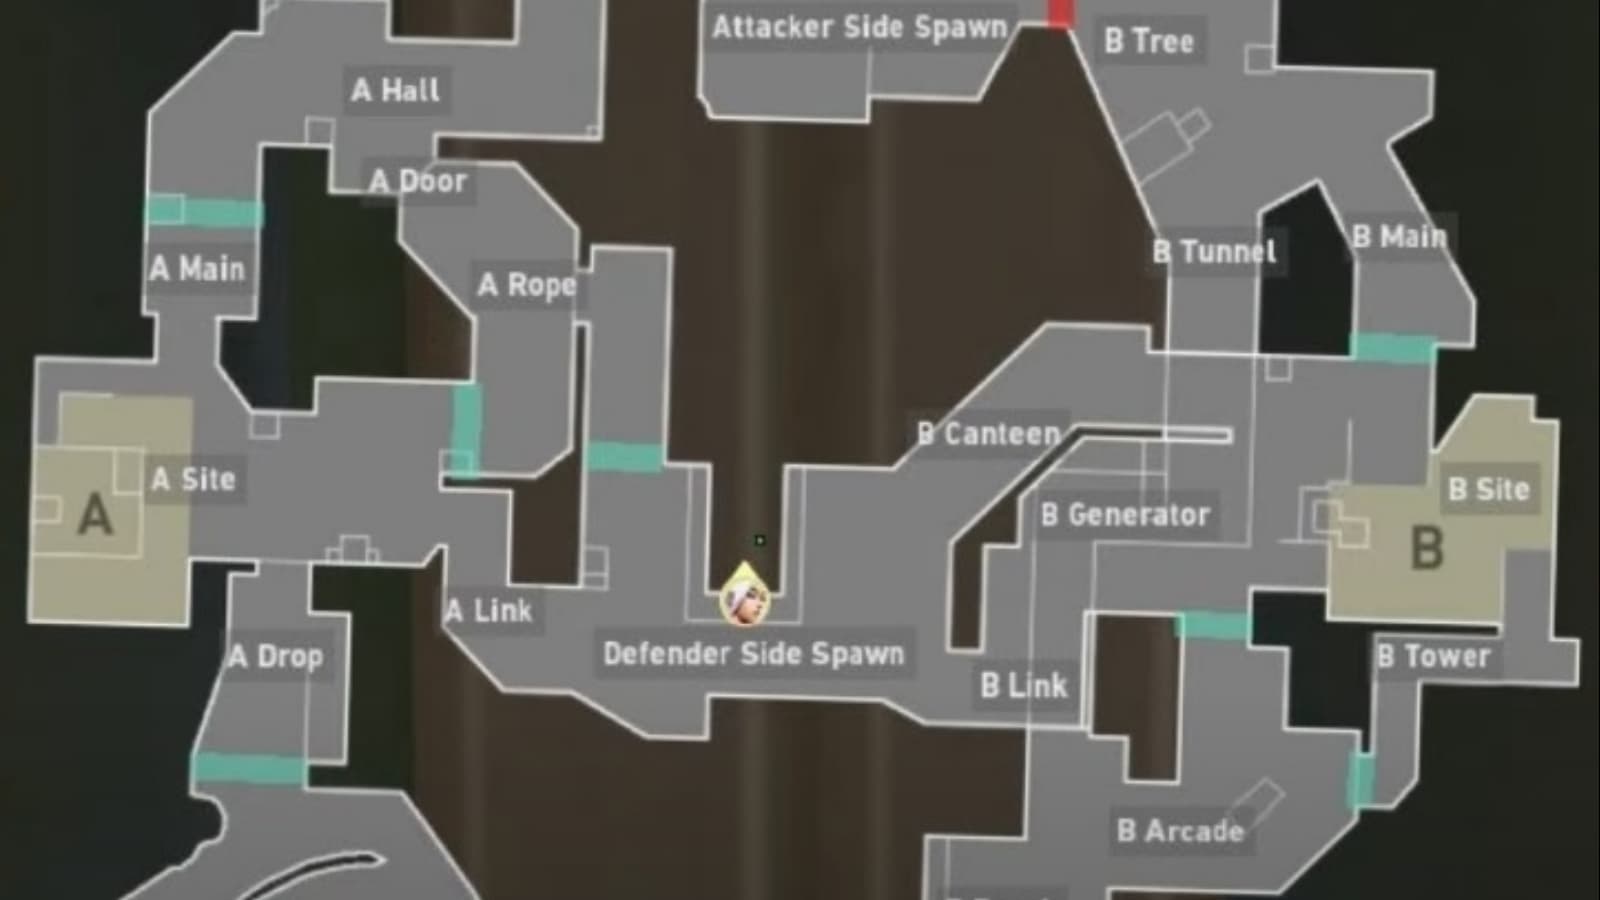 Attacker Side Spawn
B Tree
A Hall
A Door
B Tunnel
B Main
A Main
A Rope
B Canteen
A Site
B Site
A
B Generator
B
A Link
Defender Side Spawn
A Drop
B Link
B Tower
B Arcade